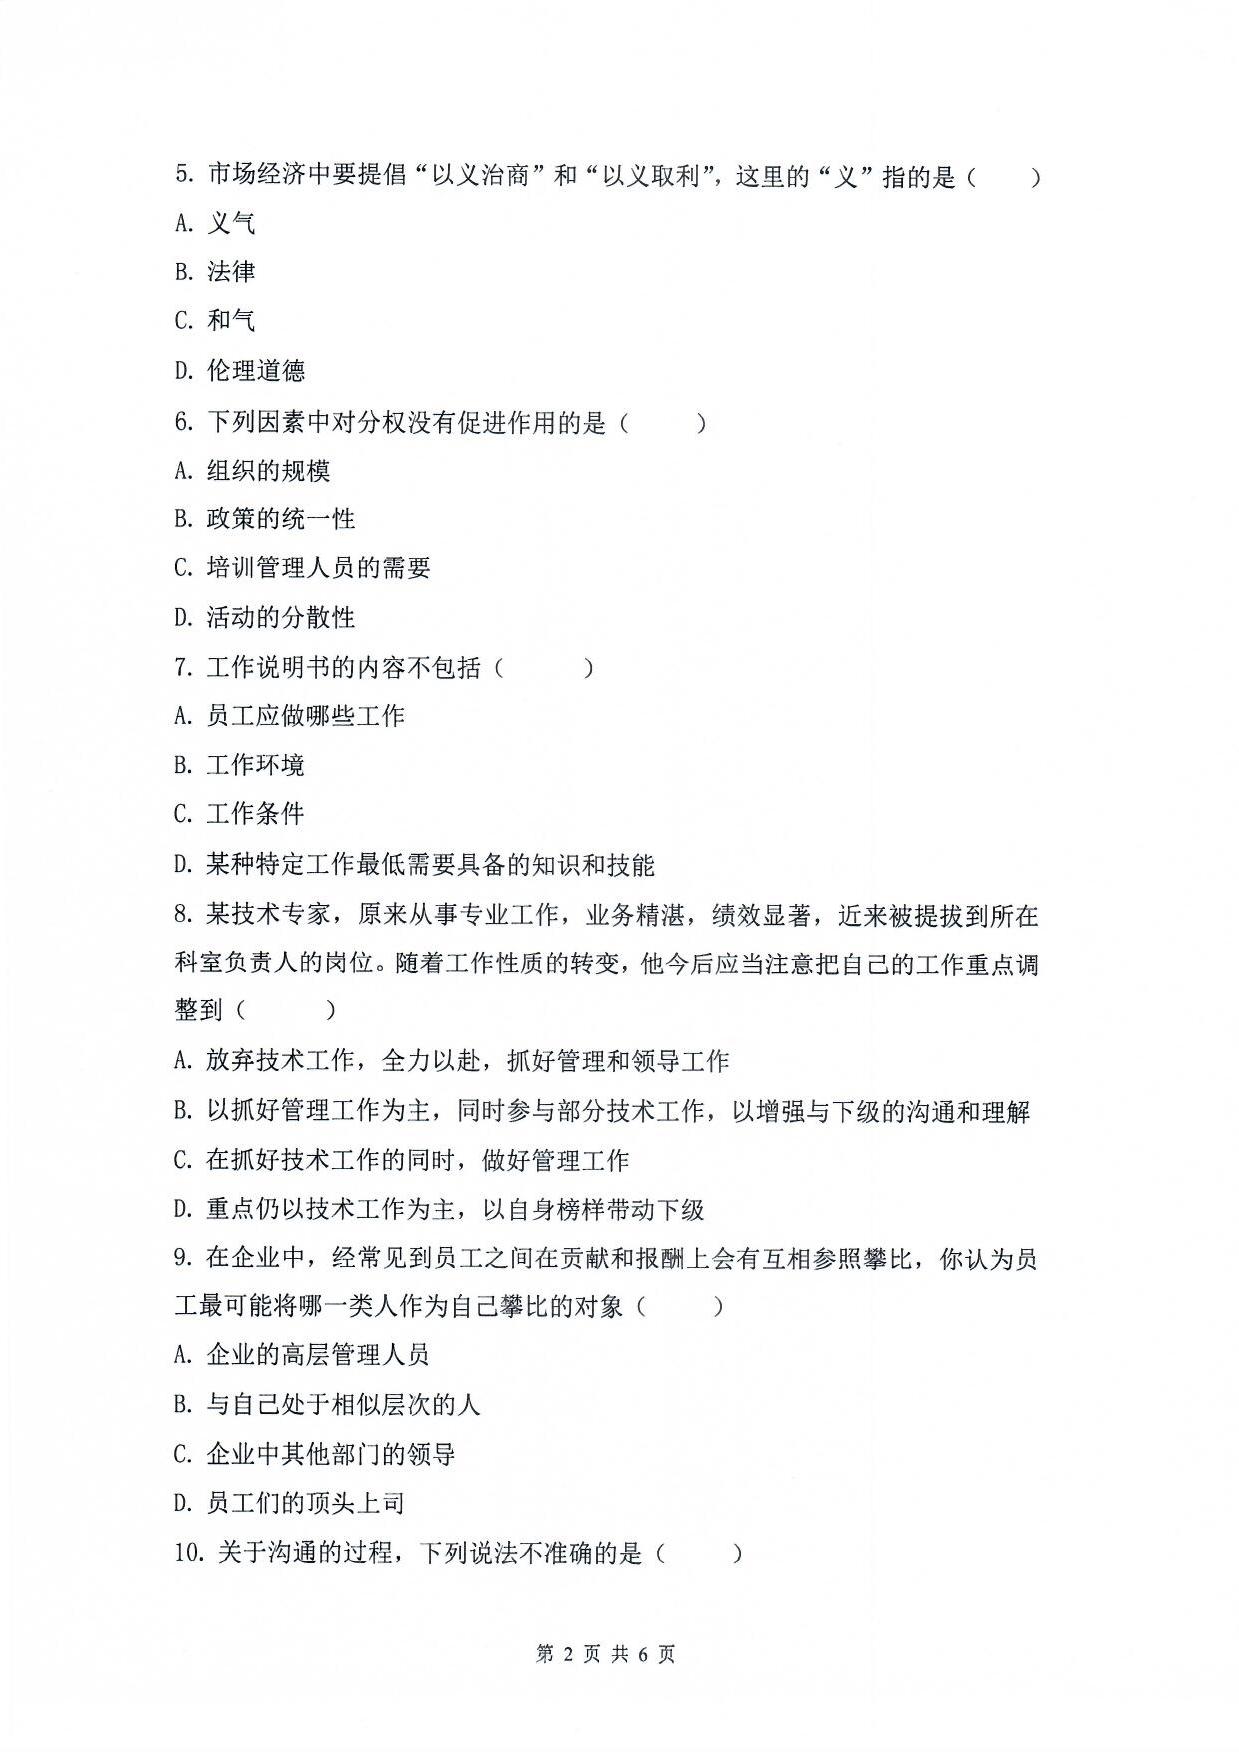 5. 市场经济中要提倡“以义治商”和“以义取利”，这里的“义”指的是（　　）
A. 义气
B. 法律
C. 和气
D. 伦理道德
6. 下列因素中对分权没有促进作用的是（　　）
A. 组织的规模
B. 政策的统一性
C. 培训管理人员的需要
D. 活动的分散性
7. 工作说明书的内容不包括（　　）
A. 员工应做哪些工作
B. 工作环境
C. 工作条件
D. 某种特定工作最低需要具备的知识和技能
8. 某技术专家，原来从事专业工作，业务精湛，绩效显著，近来被提拔到所在
科室负责人的岗位。随着工作性质的转变，他今后应当注意把自己的工作重点调
整到（　　）
A. 放弃技术工作，全力以赴，抓好管理和领导工作
B. 以抓好管理工作为主，同时参与部分技术工作，以增强与下级的沟通和理解
C. 在抓好技术工作的同时，做好管理工作
D. 重点仍以技术工作为主，以自身榜样带动下级
9. 在企业中，经常见到员工之间在贡献和报酬上会有互相参照攀比，你认为员
工最可能将哪一类人作为自己攀比的对象（　　）
A. 企业的高层管理人员
B. 与自己处于相似层次的人
C. 企业中其他部门的领导
D. 员工们的顶头上司
10. 关于沟通的过程，下列说法不准确的是（　　）
第 2 页 共 6 页